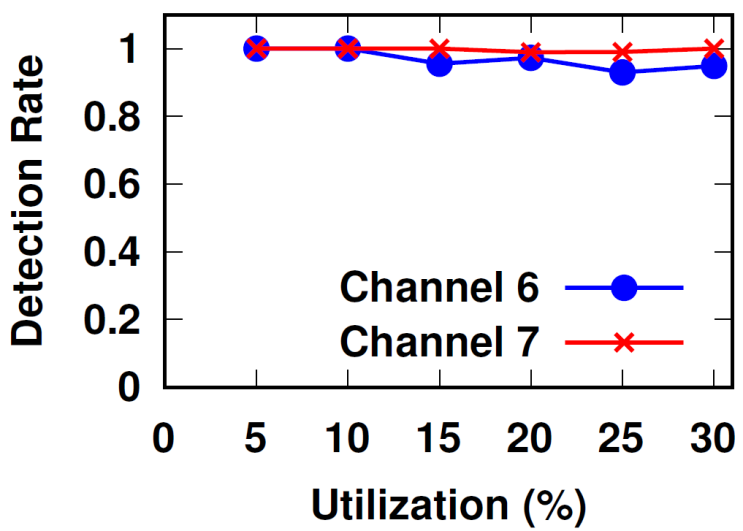 Detection Rate
1
0.8
0.6
0.4
0.2
0
Channel 6
Channel 7
0 5 10 15 20 25 30
Utilization (%)